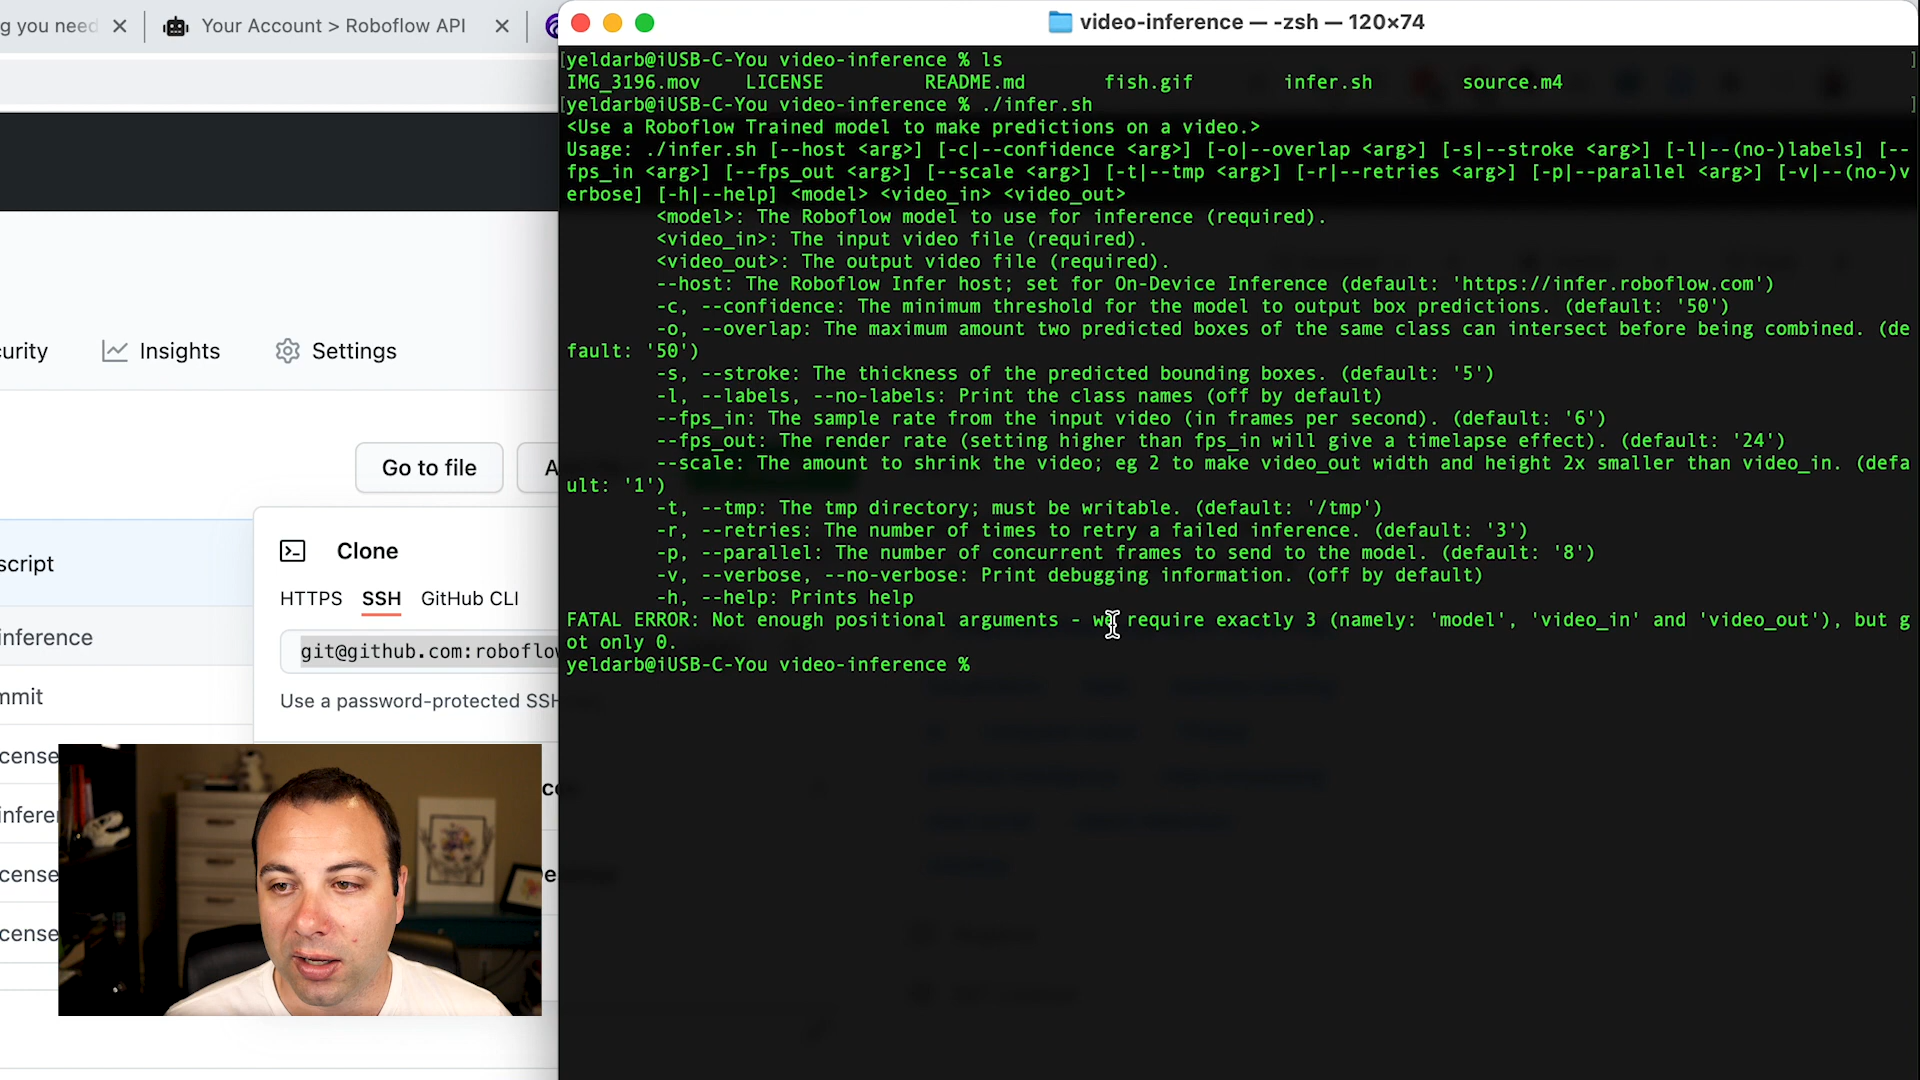 g you need
Your Account > Roboflow API
curity
Insights
Settings
Go to file
script
Clone
HTTPS SSH GitHub CLI
inference
git@github.com:roboflow
mmit
Use a password-protected SSH
cense
infere
cense
cense
video-inference — -zsh — 120×74
[yeldarb@iUSB-C-You video-inference % ls ]
IMG_3196.mov LICENSE README.md fish.gif infer.sh source.m4
[yeldarb@iUSB-C-You video-inference % ./infer.sh ]
<Use a Roboflow Trained model to make predictions on a video.>
Usage: ./infer.sh [--host <arg>] [-c|--confidence <arg>] [-o|--overlap <arg>] [-s|--stroke <arg>] [-l|--(no-)labels] [--
fps_in <arg>] [--fps_out <arg>] [--scale <arg>] [-t|--tmp <arg>] [-r|--retries <arg>] [-p|--parallel <arg>] [-v|--(no-)v
erbose] [-h|--help] <model> <video_in> <video_out>
<model>: The Roboflow model to use for inference (required).
<video_in>: The input video file (required).
<video_out>: The output video file (required).
--host: The Roboflow Infer host; set for On-Device Inference (default: 'https://infer.roboflow.com')
-c, --confidence: The minimum threshold for the model to output box predictions. (default: '50')
-o, --overlap: The maximum amount two predicted boxes of the same class can intersect before being combined. (de
fault: '50')
-s, --stroke: The thickness of the predicted bounding boxes. (default: '5')
-l, --labels, --no-labels: Print the class names (off by default)
--fps_in: The sample rate from the input video (in frames per second). (default: '6')
--fps_out: The render rate (setting higher than fps_in will give a timelapse effect). (default: '24')
--scale: The amount to shrink the video; eg 2 to make video_out width and height 2x smaller than video_in. (defa
ult: '1')
-t, --tmp: The tmp directory; must be writable. (default: '/tmp')
-r, --retries: The number of times to retry a failed inference. (default: '3')
-p, --parallel: The number of concurrent frames to send to the model. (default: '8')
-v, --verbose, --no-verbose: Print debugging information. (off by default)
-h, --help: Prints help
FATAL ERROR: Not enough positional arguments - we require exactly 3 (namely: 'model', 'video_in' and 'video_out'), but g
ot only 0.
yeldarb@iUSB-C-You video-inference %